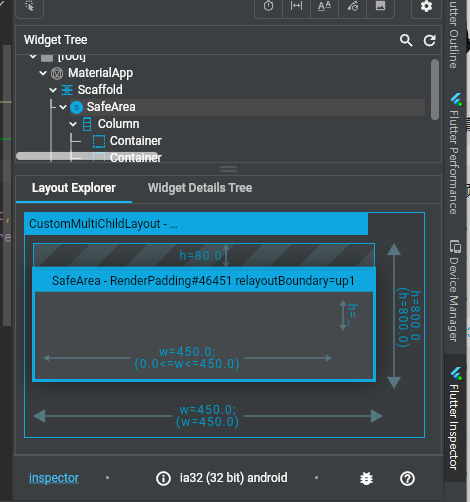 AA
Widget Tree
[root]
MaterialApp
Scaffold
S SafeArea
Column
Container
Container
Layout Explorer
Widget Details Tree
CustomMultiChildLayout - ...
h=80.0
SafeArea - RenderPadding#46451 relayoutBoundary=up1
h=...
w=450.0;
(0.0<=w<=450.0)
h=800.0
(h=800.0)
w=450.0;
(w=450.0)
inspector
ia32 (32 bit) android
lutter Outline
Flutter Performance
Device Manager
Flutter Inspector